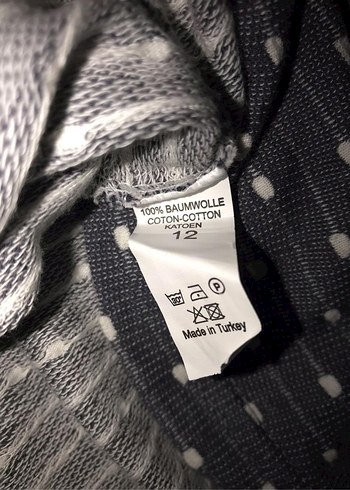 100% BAUMWOLLE
COTON-COTTON
KATOEN
12
P
Made in Turkey